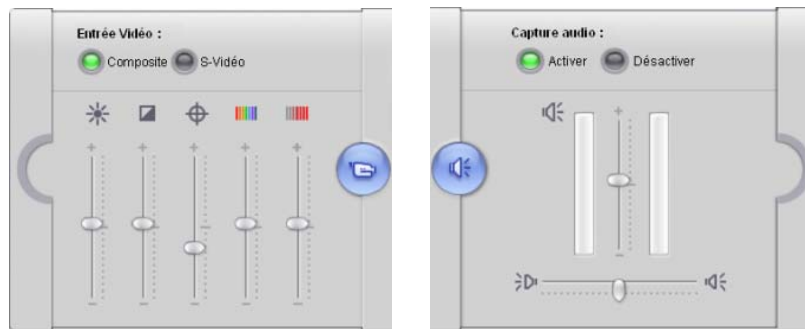 Entrée Vidéo :
Composite S-Vidéo
Capture audio :
Activer Désactiver